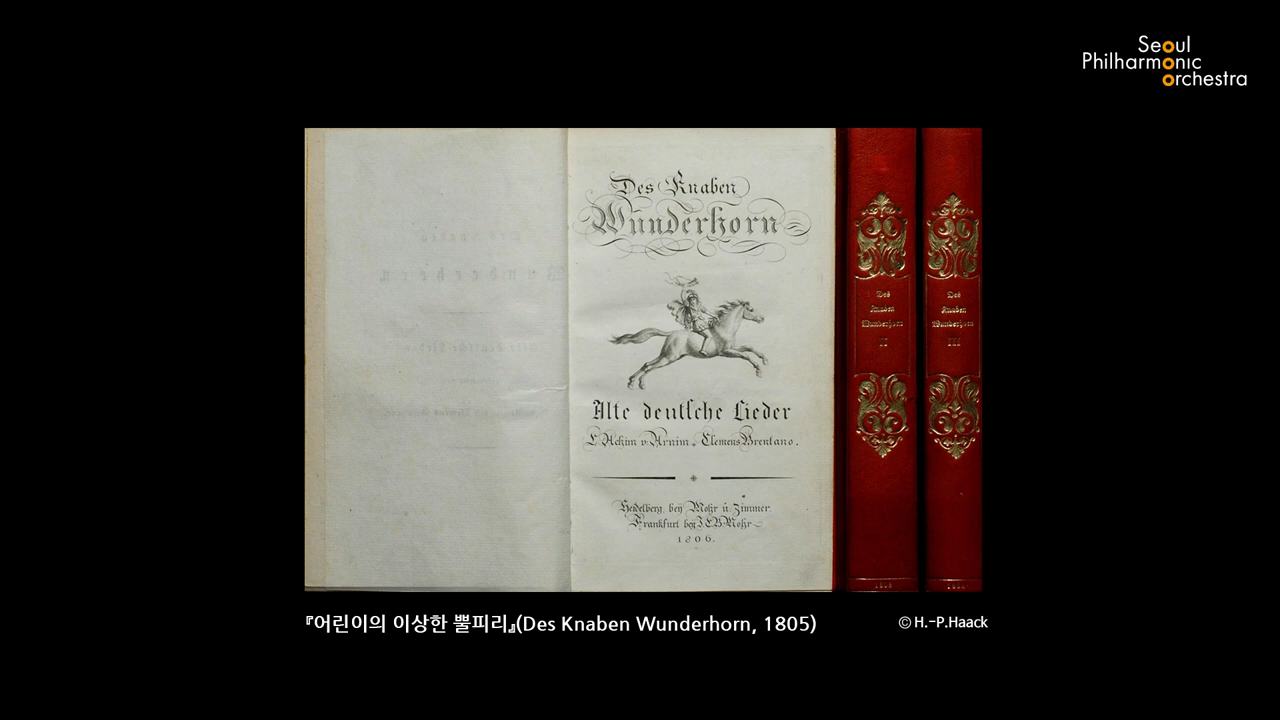 Seoul
Philharmonic
orchestra
Des Knaben
Wunderhorn
Alte deutsche Lieder
L. Achim v. Arnim. Clemens Brentano.
Heidelberg, bey Mohr u. Zimmer.
Frankfurt bey J. C. B. Mohr
1806.
Des
Knaben
Wunderhorn
II
Des
Knaben
Wunderhorn
III
『어린이의 이상한 뿔피리』(Des Knaben Wunderhorn, 1805)
© H.-P.Haack